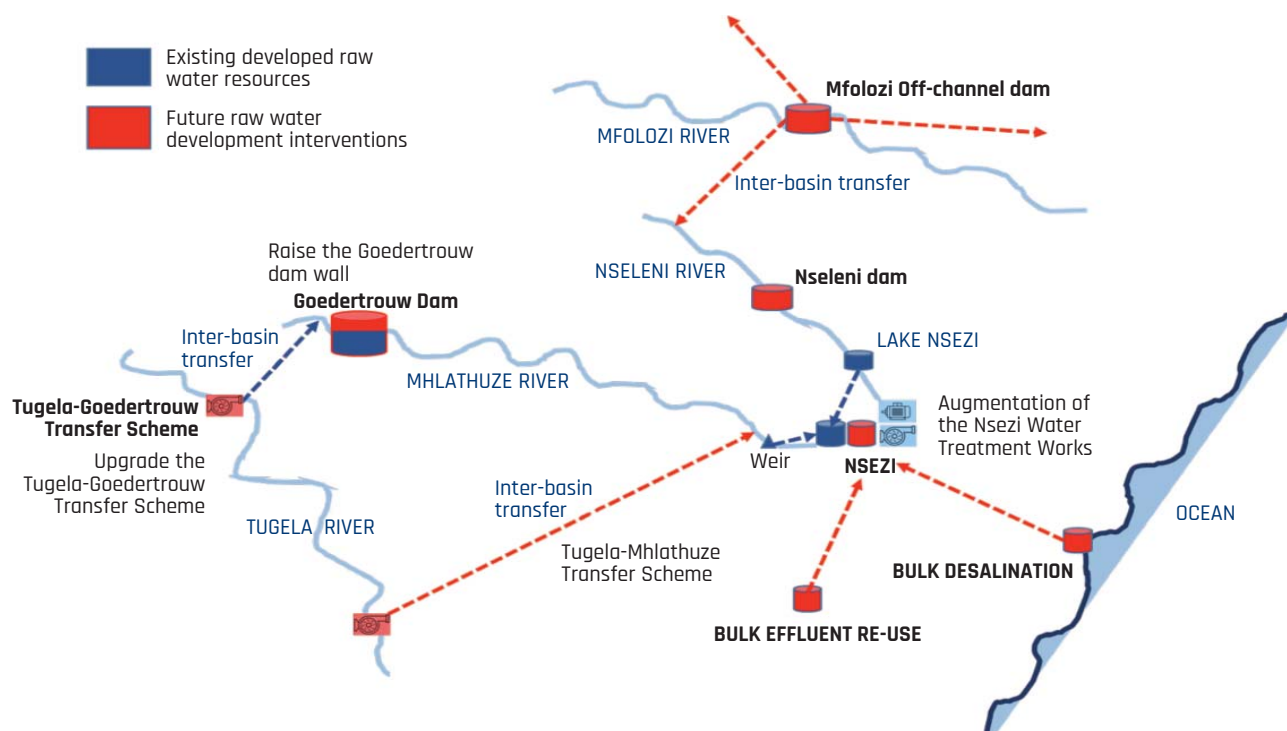 Existing developed raw
water resources
Future raw water
development interventions
Mfolozi Off-channel dam
MFOLOZI RIVER
Inter-basin transfer
Raise the Goedertrouw
dam wall
Goedertrouw Dam
NSELENI RIVER
Nseleni dam
Inter-basin
transfer
LAKE NSEZI
MHLATHUZE RIVER
Tugela-Goedertrouw
Transfer Scheme
Upgrade the
Tugela-Goedertrouw
Transfer Scheme
Augmentation of
the Nsezi Water
Treatment Works
Weir
NSEZI
Inter-basin
transfer
TUGELA RIVER
OCEAN
Tugela-Mhlathuze
Transfer Scheme
BULK DESALINATION
BULK EFFLUENT RE-USE